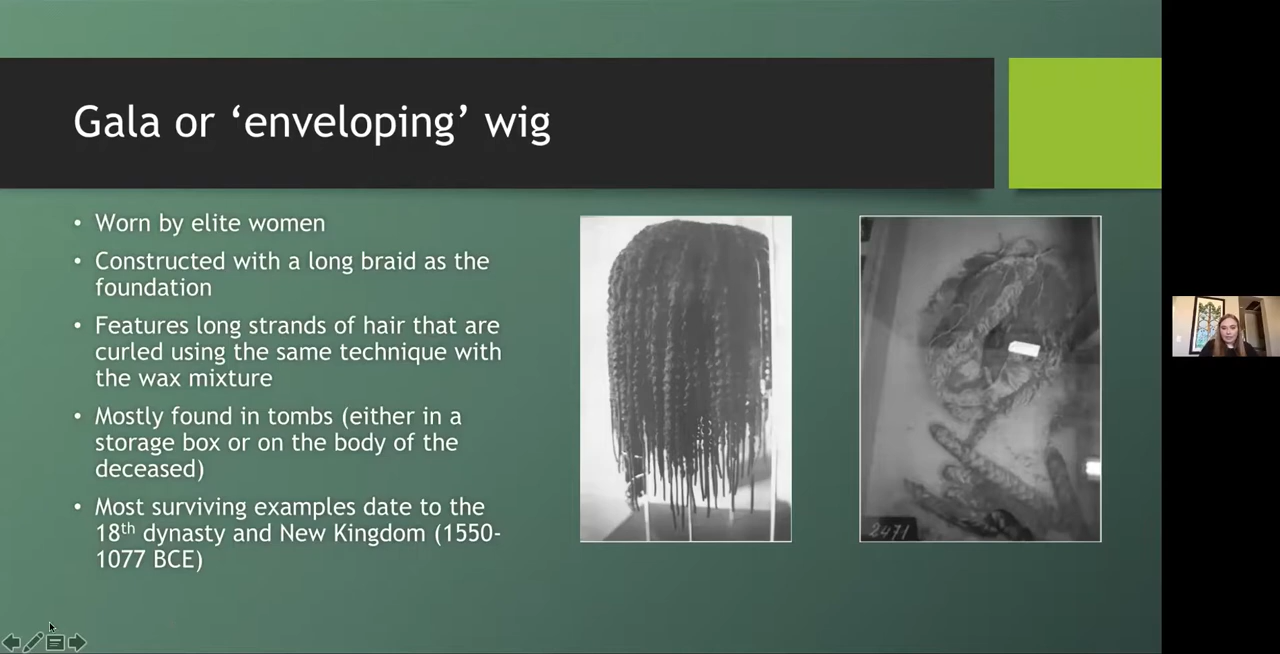 Gala or ‘enveloping’ wig
• Worn by elite women
• Constructed with a long braid as the
foundation
• Features long strands of hair that are
curled using the same technique with
the wax mixture
• Mostly found in tombs (either in a
storage box or on the body of the
deceased)
• Most surviving examples date to the
18th dynasty and New Kingdom (1550-
1077 BCE)
2471